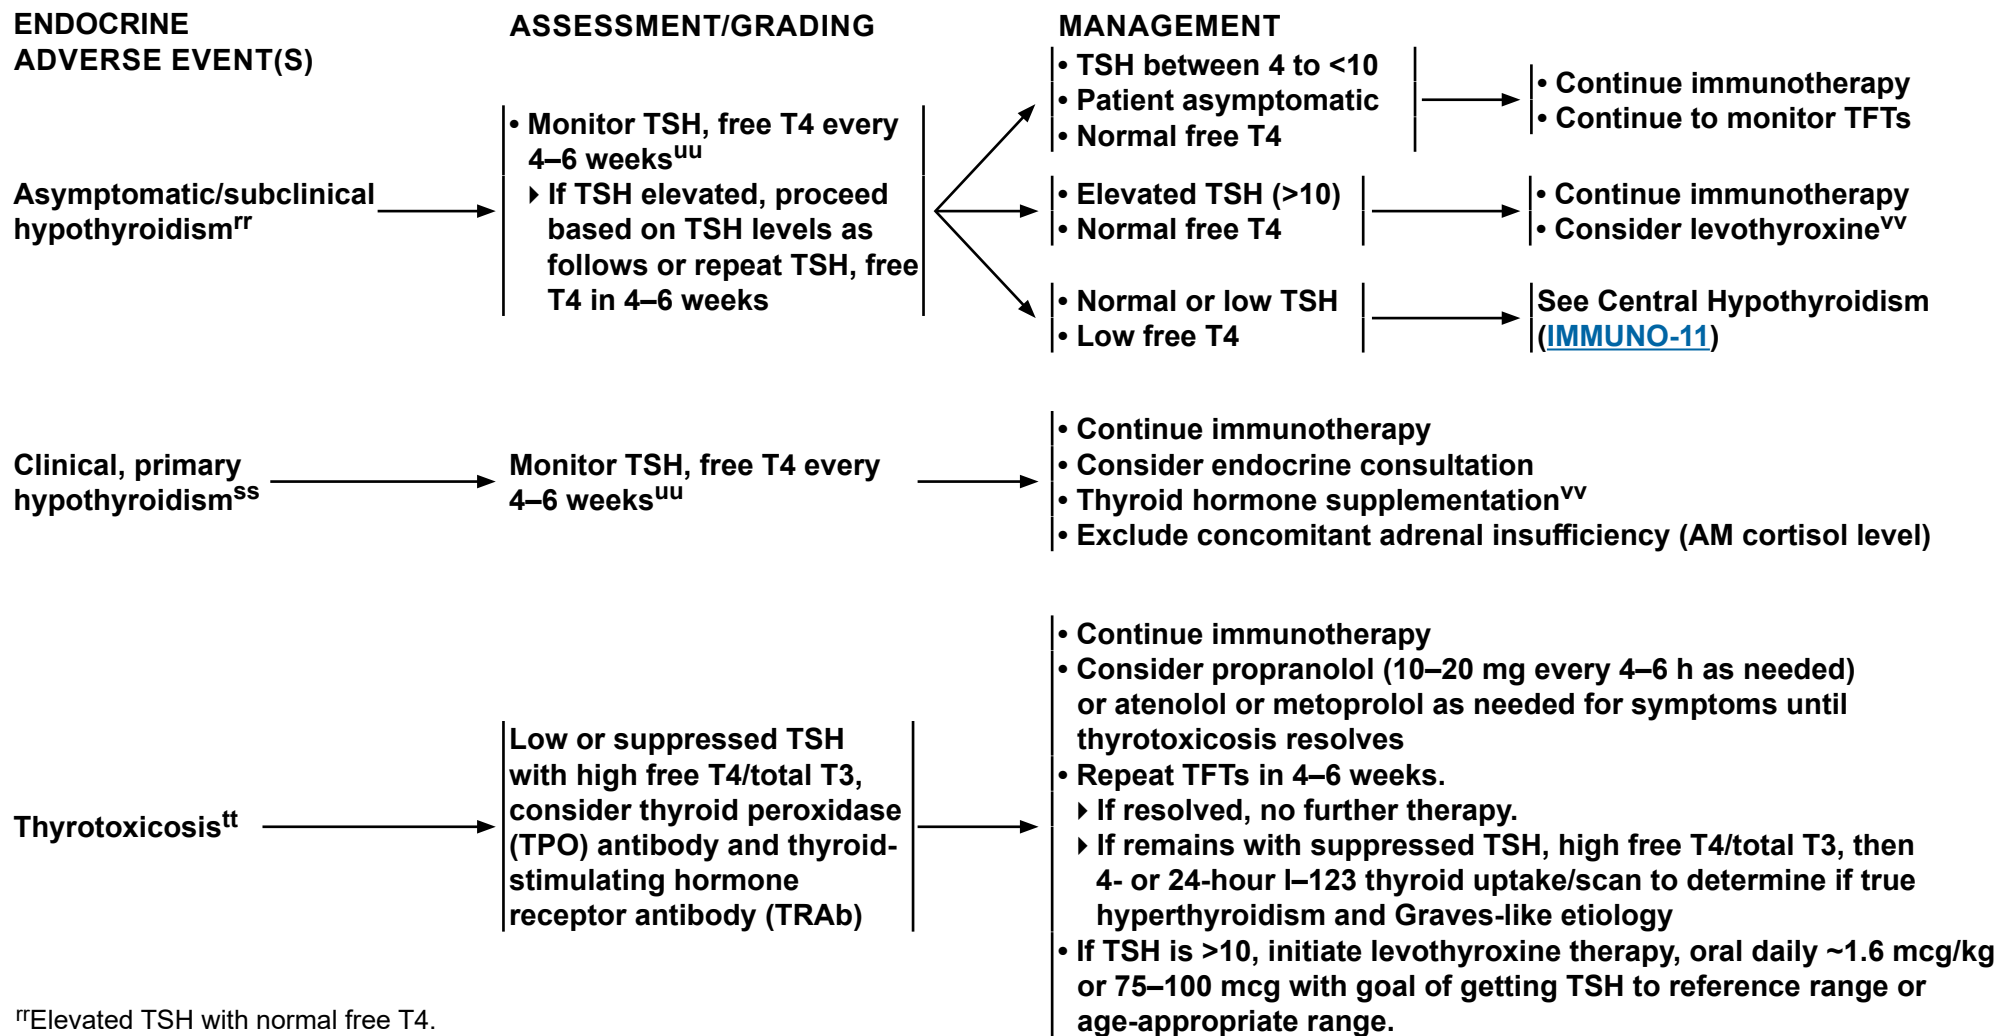 ENDOCRINE
ADVERSE EVENT(S)
ASSESSMENT/GRADING
MANAGEMENT
Asymptomatic/subclinical
hypothyroidismrr
• Monitor TSH, free T4 every
4–6 weeksuu
▸ If TSH elevated, proceed
based on TSH levels as
follows or repeat TSH, free
T4 in 4–6 weeks
• TSH between 4 to <10
• Patient asymptomatic
• Normal free T4
• Continue immunotherapy
• Continue to monitor TFTs
• Elevated TSH (>10)
• Normal free T4
• Continue immunotherapy
• Consider levothyroxinevv
• Normal or low TSH
• Low free T4
See Central Hypothyroidism
(IMMUNO-11)
Clinical, primary
hypothyroidismss
Monitor TSH, free T4 every
4–6 weeksuu
• Continue immunotherapy
• Consider endocrine consultation
• Thyroid hormone supplementationvv
• Exclude concomitant adrenal insufficiency (AM cortisol level)
Thyrotoxicosistt
Low or suppressed TSH
with high free T4/total T3,
consider thyroid peroxidase
(TPO) antibody and thyroid-
stimulating hormone
receptor antibody (TRAb)
• Continue immunotherapy
• Consider propranolol (10–20 mg every 4–6 h as needed)
or atenolol or metoprolol as needed for symptoms until
thyrotoxicosis resolves
• Repeat TFTs in 4–6 weeks.
▸ If resolved, no further therapy.
▸ If remains with suppressed TSH, high free T4/total T3, then
4- or 24-hour I–123 thyroid uptake/scan to determine if true
hyperthyroidism and Graves-like etiology
• If TSH is >10, initiate levothyroxine therapy, oral daily ~1.6 mcg/kg
or 75–100 mcg with goal of getting TSH to reference range or
age-appropriate range.
rrElevated TSH with normal free T4.